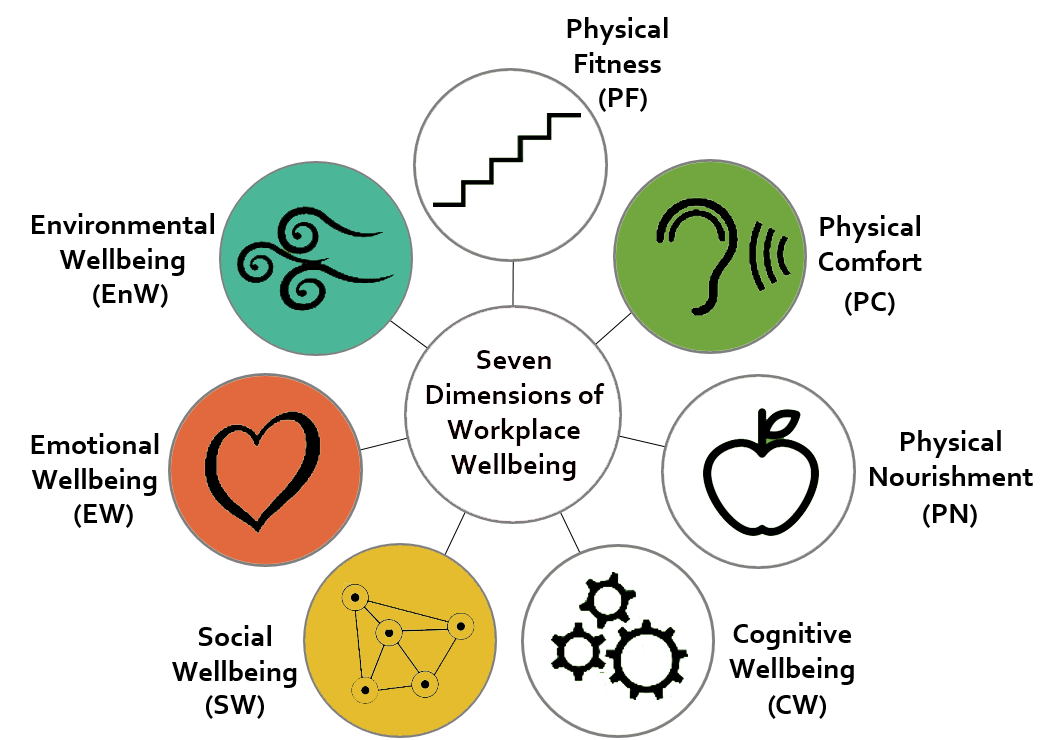 Physical
Fitness
(PF)
Environmental
Wellbeing
(EnW)
Physical
Comfort
(PC)
Seven
Dimensions of
Workplace
Wellbeing
Emotional
Wellbeing
(EW)
Physical
Nourishment
(PN)
Social
Wellbeing
(SW)
Cognitive
Wellbeing
(CW)